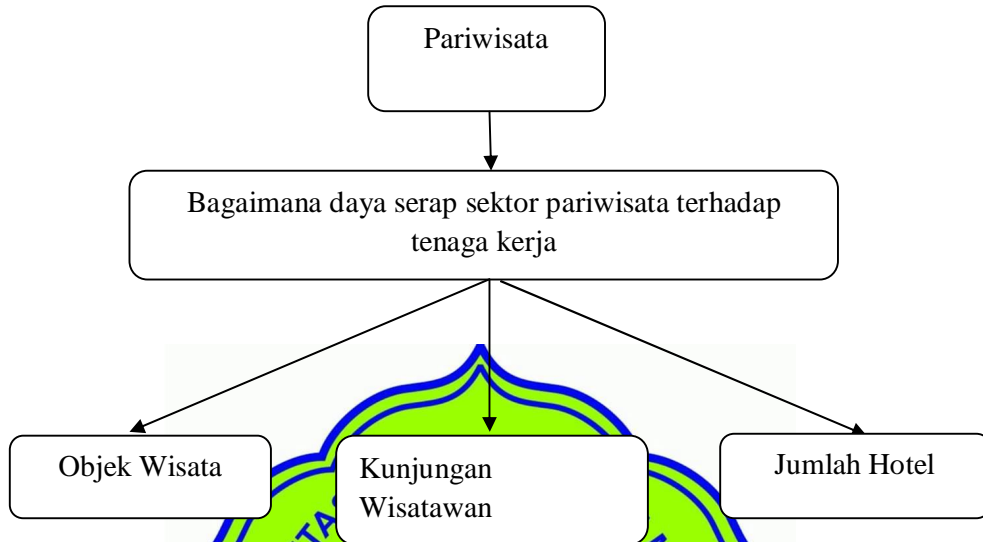 Pariwisata
Bagaimana daya serap sektor pariwisata terhadap
tenaga kerja
Objek Wisata
Kunjungan
Wisatawan
Jumlah Hotel